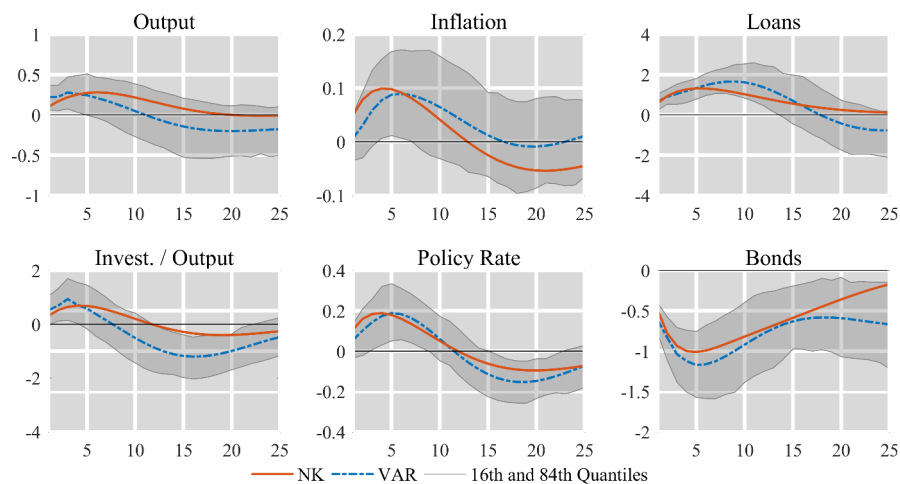 Output
1
0.5
0
-0.5
-1
5 10 15 20 25
Inflation
0.2
0.1
0
-0.1
5 10 15 20 25
Loans
4
2
0
-2
-4
5 10 15 20 25
Invest. / Output
2
0
-2
-4
5 10 15 20 25
Policy Rate
0.4
0.2
0
-0.2
-0.4
5 10 15 20 25
Bonds
0
-0.5
-1
-1.5
-2
5 10 15 20 25
NK VAR 16th and 84th Quantiles